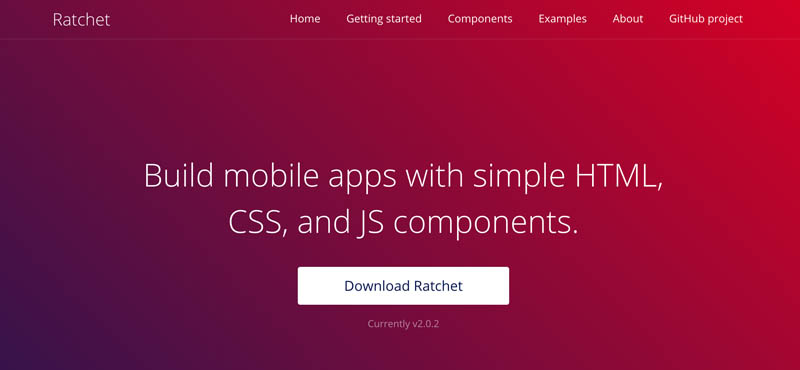 Ratchet Home Getting started Components Examples About GitHub project
Build mobile apps with simple HTML,
CSS, and JS components.
Download Ratchet
Currently v2.0.2